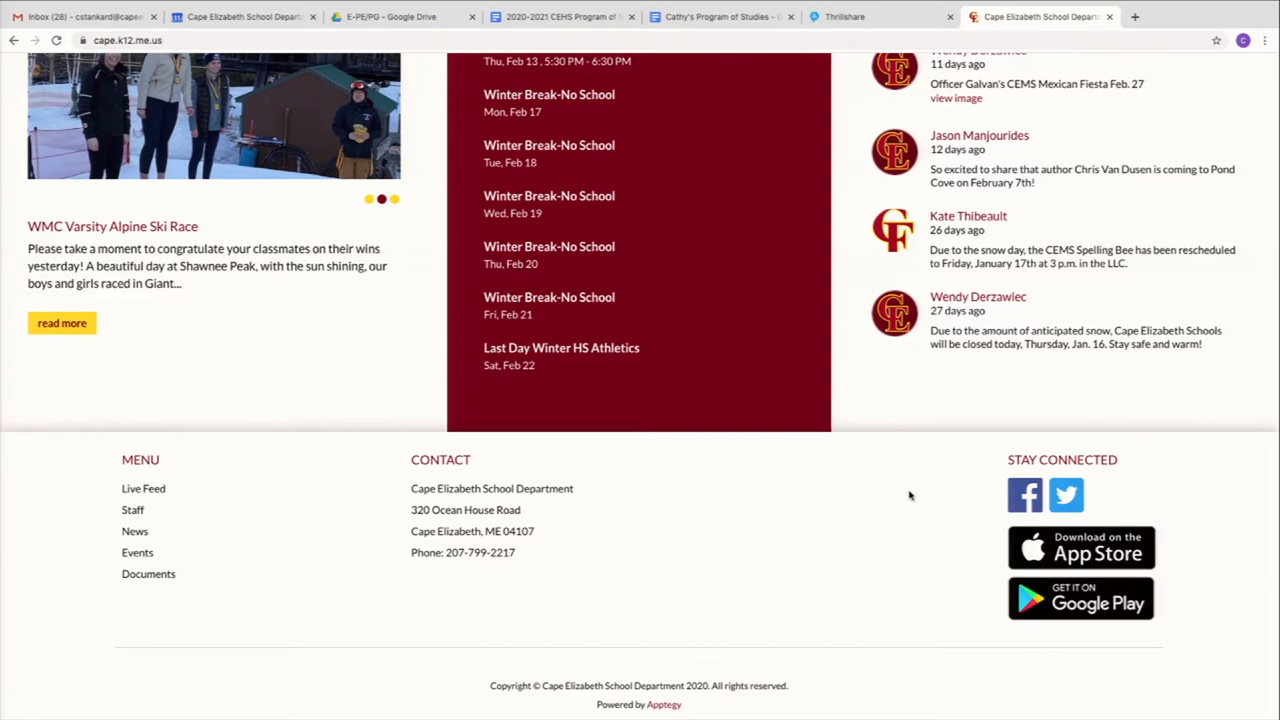 Inbox (28) - cstankard@capee
Cape Elizabeth School Departm
E-PE/PG - Google Drive
2020-2021 CEHS Program of S
Cathy's Program of Studies -
Thrillshare
Cape Elizabeth School Departm
cape.k12.me.us
C
Thu, Feb 13 , 5:30 PM - 6:30 PM
Winter Break-No School
Mon, Feb 17
Winter Break-No School
Tue, Feb 18
Winter Break-No School
Wed, Feb 19
Winter Break-No School
Thu, Feb 20
Winter Break-No School
Fri, Feb 21
Last Day Winter HS Athletics
Sat, Feb 22
WMC Varsity Alpine Ski Race
Please take a moment to congratulate your classmates on their wins
yesterday! A beautiful day at Shawnee Peak, with the sun shining, our
boys and girls raced in Giant...
read more
Wendy Derzawiec
11 days ago
Officer Galvan's CEMS Mexican Fiesta Feb. 27
view image
CE
Jason Manjourides
12 days ago
So excited to share that author Chris Van Dusen is coming to Pond
Cove on February 7th!
Kate Thibeault
26 days ago
Due to the snow day, the CEMS Spelling Bee has been rescheduled
to Friday, January 17th at 3 p.m. in the LLC.
CE
Wendy Derzawiec
27 days ago
Due to the amount of anticipated snow, Cape Elizabeth Schools
will be closed today, Thursday, Jan. 16. Stay safe and warm!
MENU
Live Feed
Staff
News
Events
Documents
CONTACT
Cape Elizabeth School Department
320 Ocean House Road
Cape Elizabeth, ME 04107
Phone: 207-799-2217
STAY CONNECTED
Download on the
App Store
GET IT ON
Google Play
Copyright © Cape Elizabeth School Department 2020. All rights reserved.
Powered by Apptegy